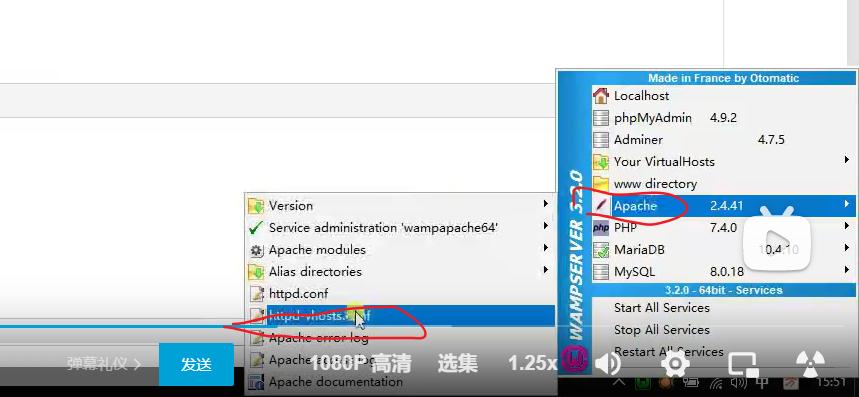 Made in France by Otomatic
Localhost
phpMyAdmin 4.9.2
Adminer 4.7.5
Your VirtualHosts
www directory
Apache 2.4.41
php PHP 7.4.0
MariaDB 10.4.10
MySQL 8.0.18
3.2.0 - 64bit - Services
Start All Services
Stop All Services
Restart All Services
WAMPSERVER 3.2.0
Version
Service administration 'wampapache64'
Apache modules
Alias directories
httpd.conf
httpd-vhosts.conf
Apache error log
Apache log
Apache documentation
弹幕礼仪 >
发送
1080P 高清
选集
1.25x
中
15:51